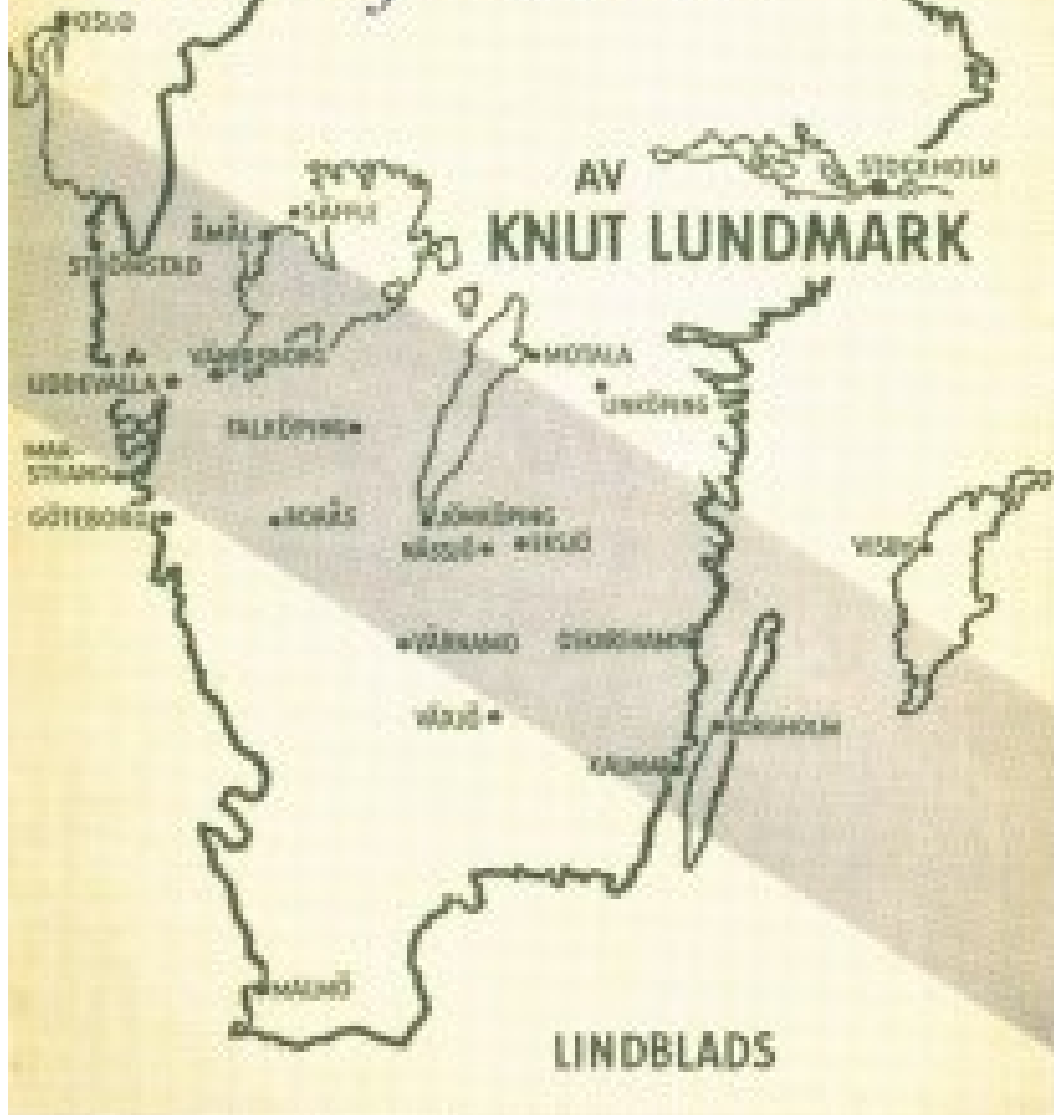 OSLO
AV
STOCKHOLM
SÄFFLE
KNUT LUNDMARK
ÅMÅL
STRÖMSTAD
VÄNERSBORG
MOTALA
UDDEVALLA
LINKÖPING
FALKÖPING
MAR-
STRAND
GÖTEBORG
BORÅS
JÖNKÖPING
NÄSSJÖ
EKSJÖ
VISBY
VÄRNAMO
OSKARSHAMN
VÄXJÖ
BORGHOLM
KALMAR
MALMÖ
LINDBLADS